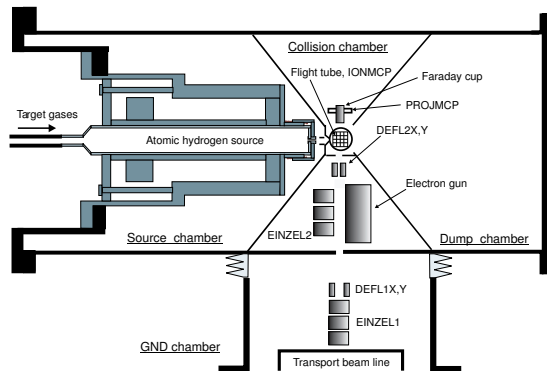 Collision chamber
Flight tube, IONMCP
Faraday cup
PROJMCP
Target gases
DEFL2X,Y
Atomic hydrogen source
Electron gun
EINZEL2
Source chamber
Dump chamber
DEFL1X,Y
EINZEL1
GND chamber
Transport beam line